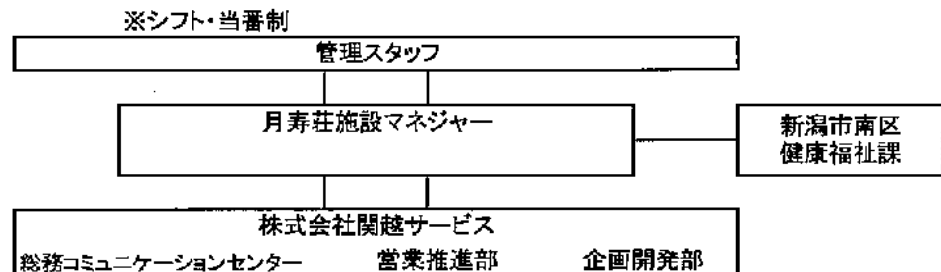 ※シフト・当番制
管理スタッフ
月寿荘施設マネジャー
新潟市南区
健康福祉課
株式会社関越サービス
総務コミュニケーションセンター 営業推進部 企画開発部